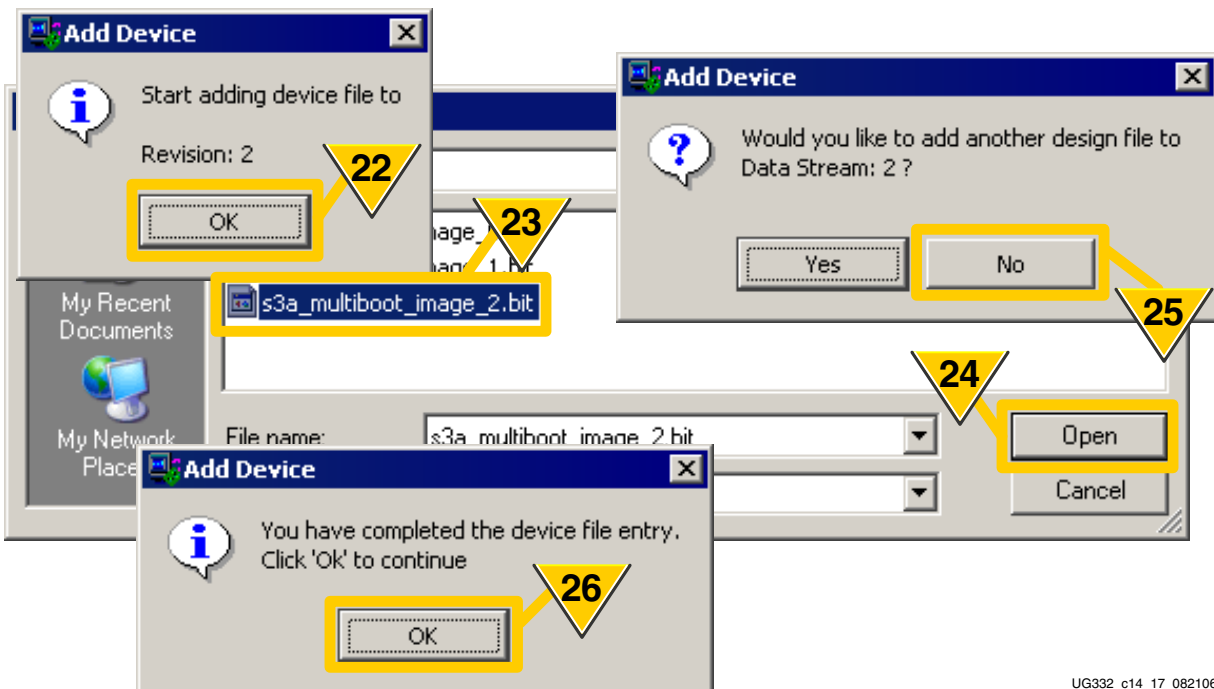 Add Device
Start adding device file to
Revision: 2
22
OK
Add Device
Would you like to add another design file to
Data Stream: 2 ?
Yes
No
25
23
s3a_multiboot_image_2.bit
My Recent
Documents
24
My Network
File name:
s3a_multiboot_image_2.bit
Open
Cancel
Add Device
You have completed the device file entry.
Click 'Ok' to continue
26
OK
UG332_c14_17_082106